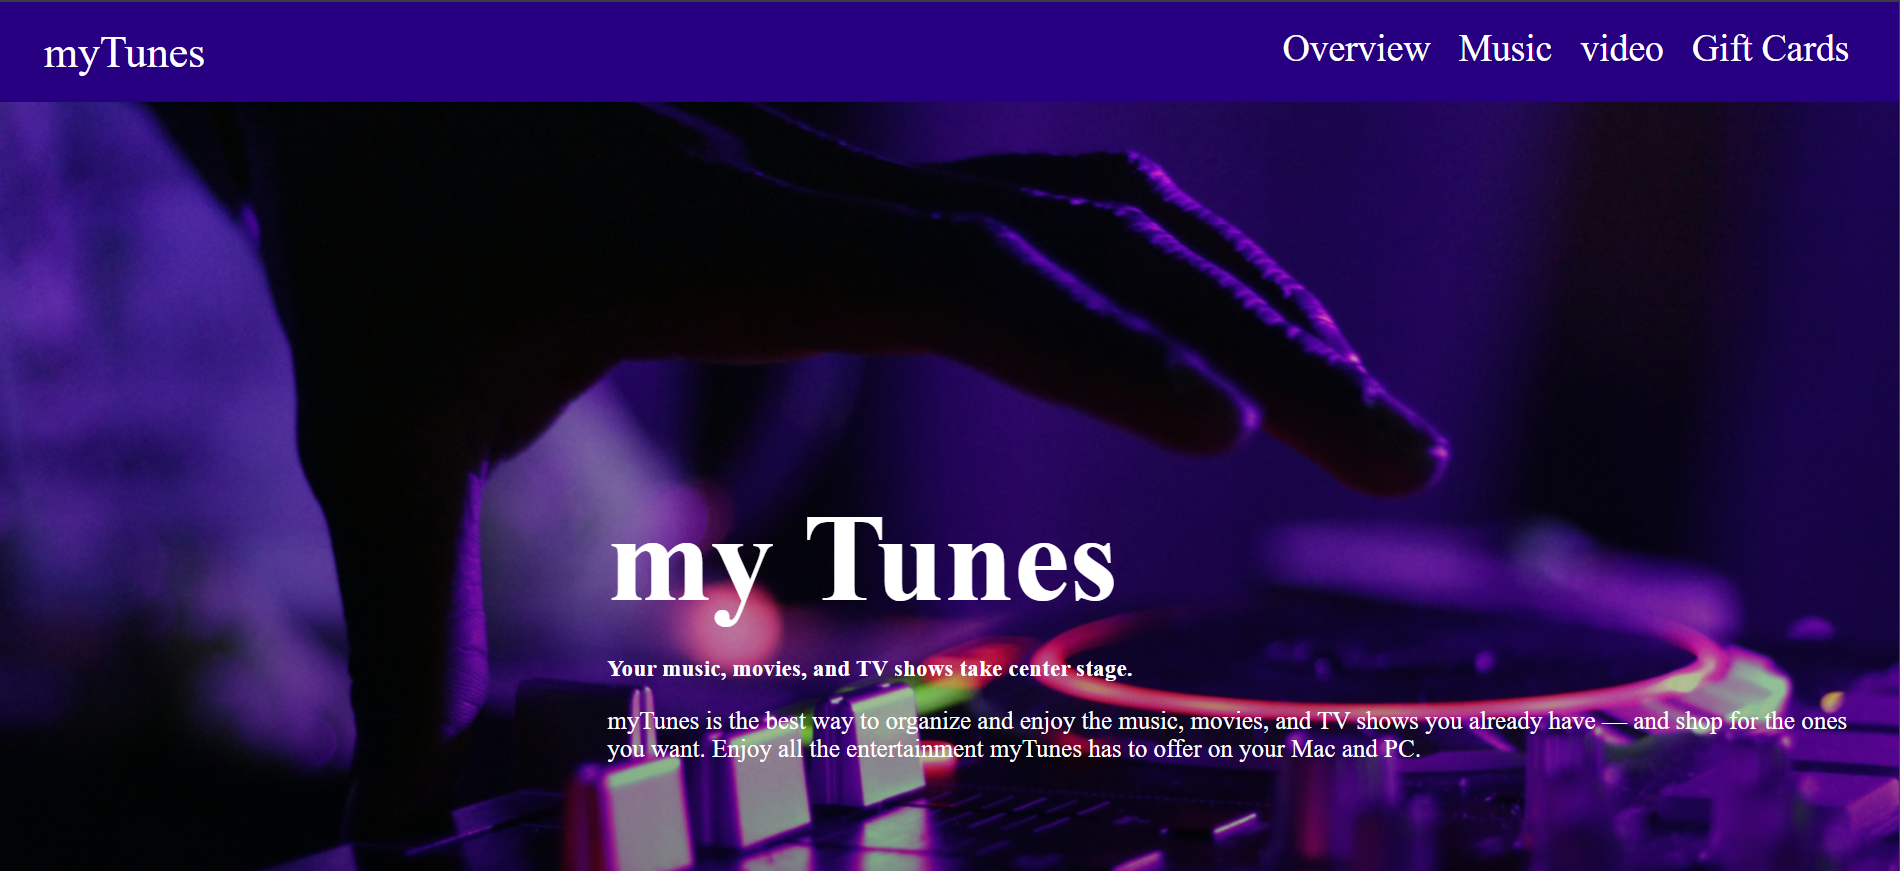 myTunes
Overview Music video Gift Cards
my Tunes
Your music, movies, and TV shows take center stage.
myTunes is the best way to organize and enjoy the music, movies, and TV shows you already have — and shop for the ones
you want. Enjoy all the entertainment myTunes has to offer on your Mac and PC.